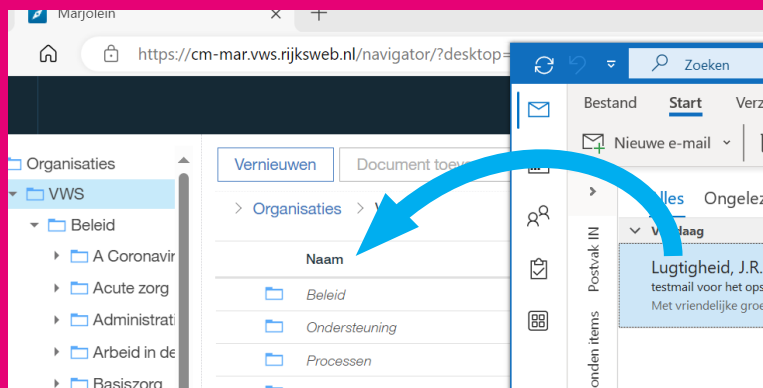 Marjolein
https://cm-mar.vws.rijksweb.nl/navigator/?desktop=
Zoeken
Bestand Start Verz
Nieuwe e-mail
Organisaties
VWS
Beleid
A Coronavir
Acute zorg
Administrati
Arbeid in de
Basiszorg
Vernieuwen
Document toevo
Organisaties
Naam
Beleid
Ondersteuning
Processen
Alles Ongelez
Postvak IN
onden items
Lugtigheid, J.R.
testmail voor het ops
Met vriendelijke groe